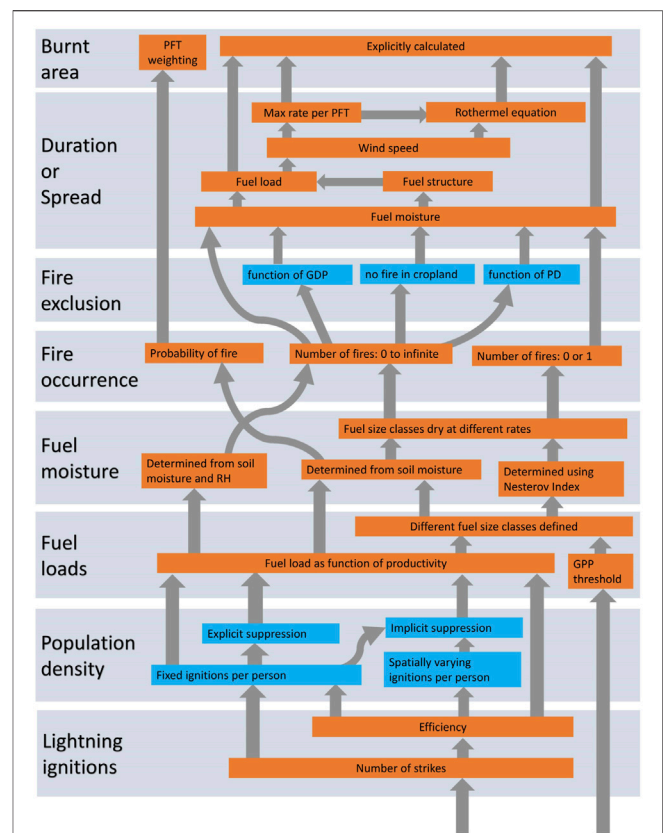 Burnt
area
PFT
weighting
Explicitly calculated
Duration
or
Spread
Max rate per PFT
Rothermel equation
Wind speed
Fuel load
Fuel structure
Fuel moisture
Fire
exclusion
function of GDP
no fire in cropland
function of PD
Fire
occurrence
Probability of fire
Number of fires: 0 to infinite
Number of fires: 0 or 1
Fuel
moisture
Fuel size classes dry at different rates
Determined from soil
moisture and RH
Determined from soil moisture
Determined using
Nesterov Index
Fuel
loads
Different fuel size classes defined
Fuel load as function of productivity
GPP
threshold
Population
density
Explicit suppression
Implicit suppression
Fixed ignitions per person
Spatially varying
ignitions per person
Lightning
ignitions
Efficiency
Number of strikes